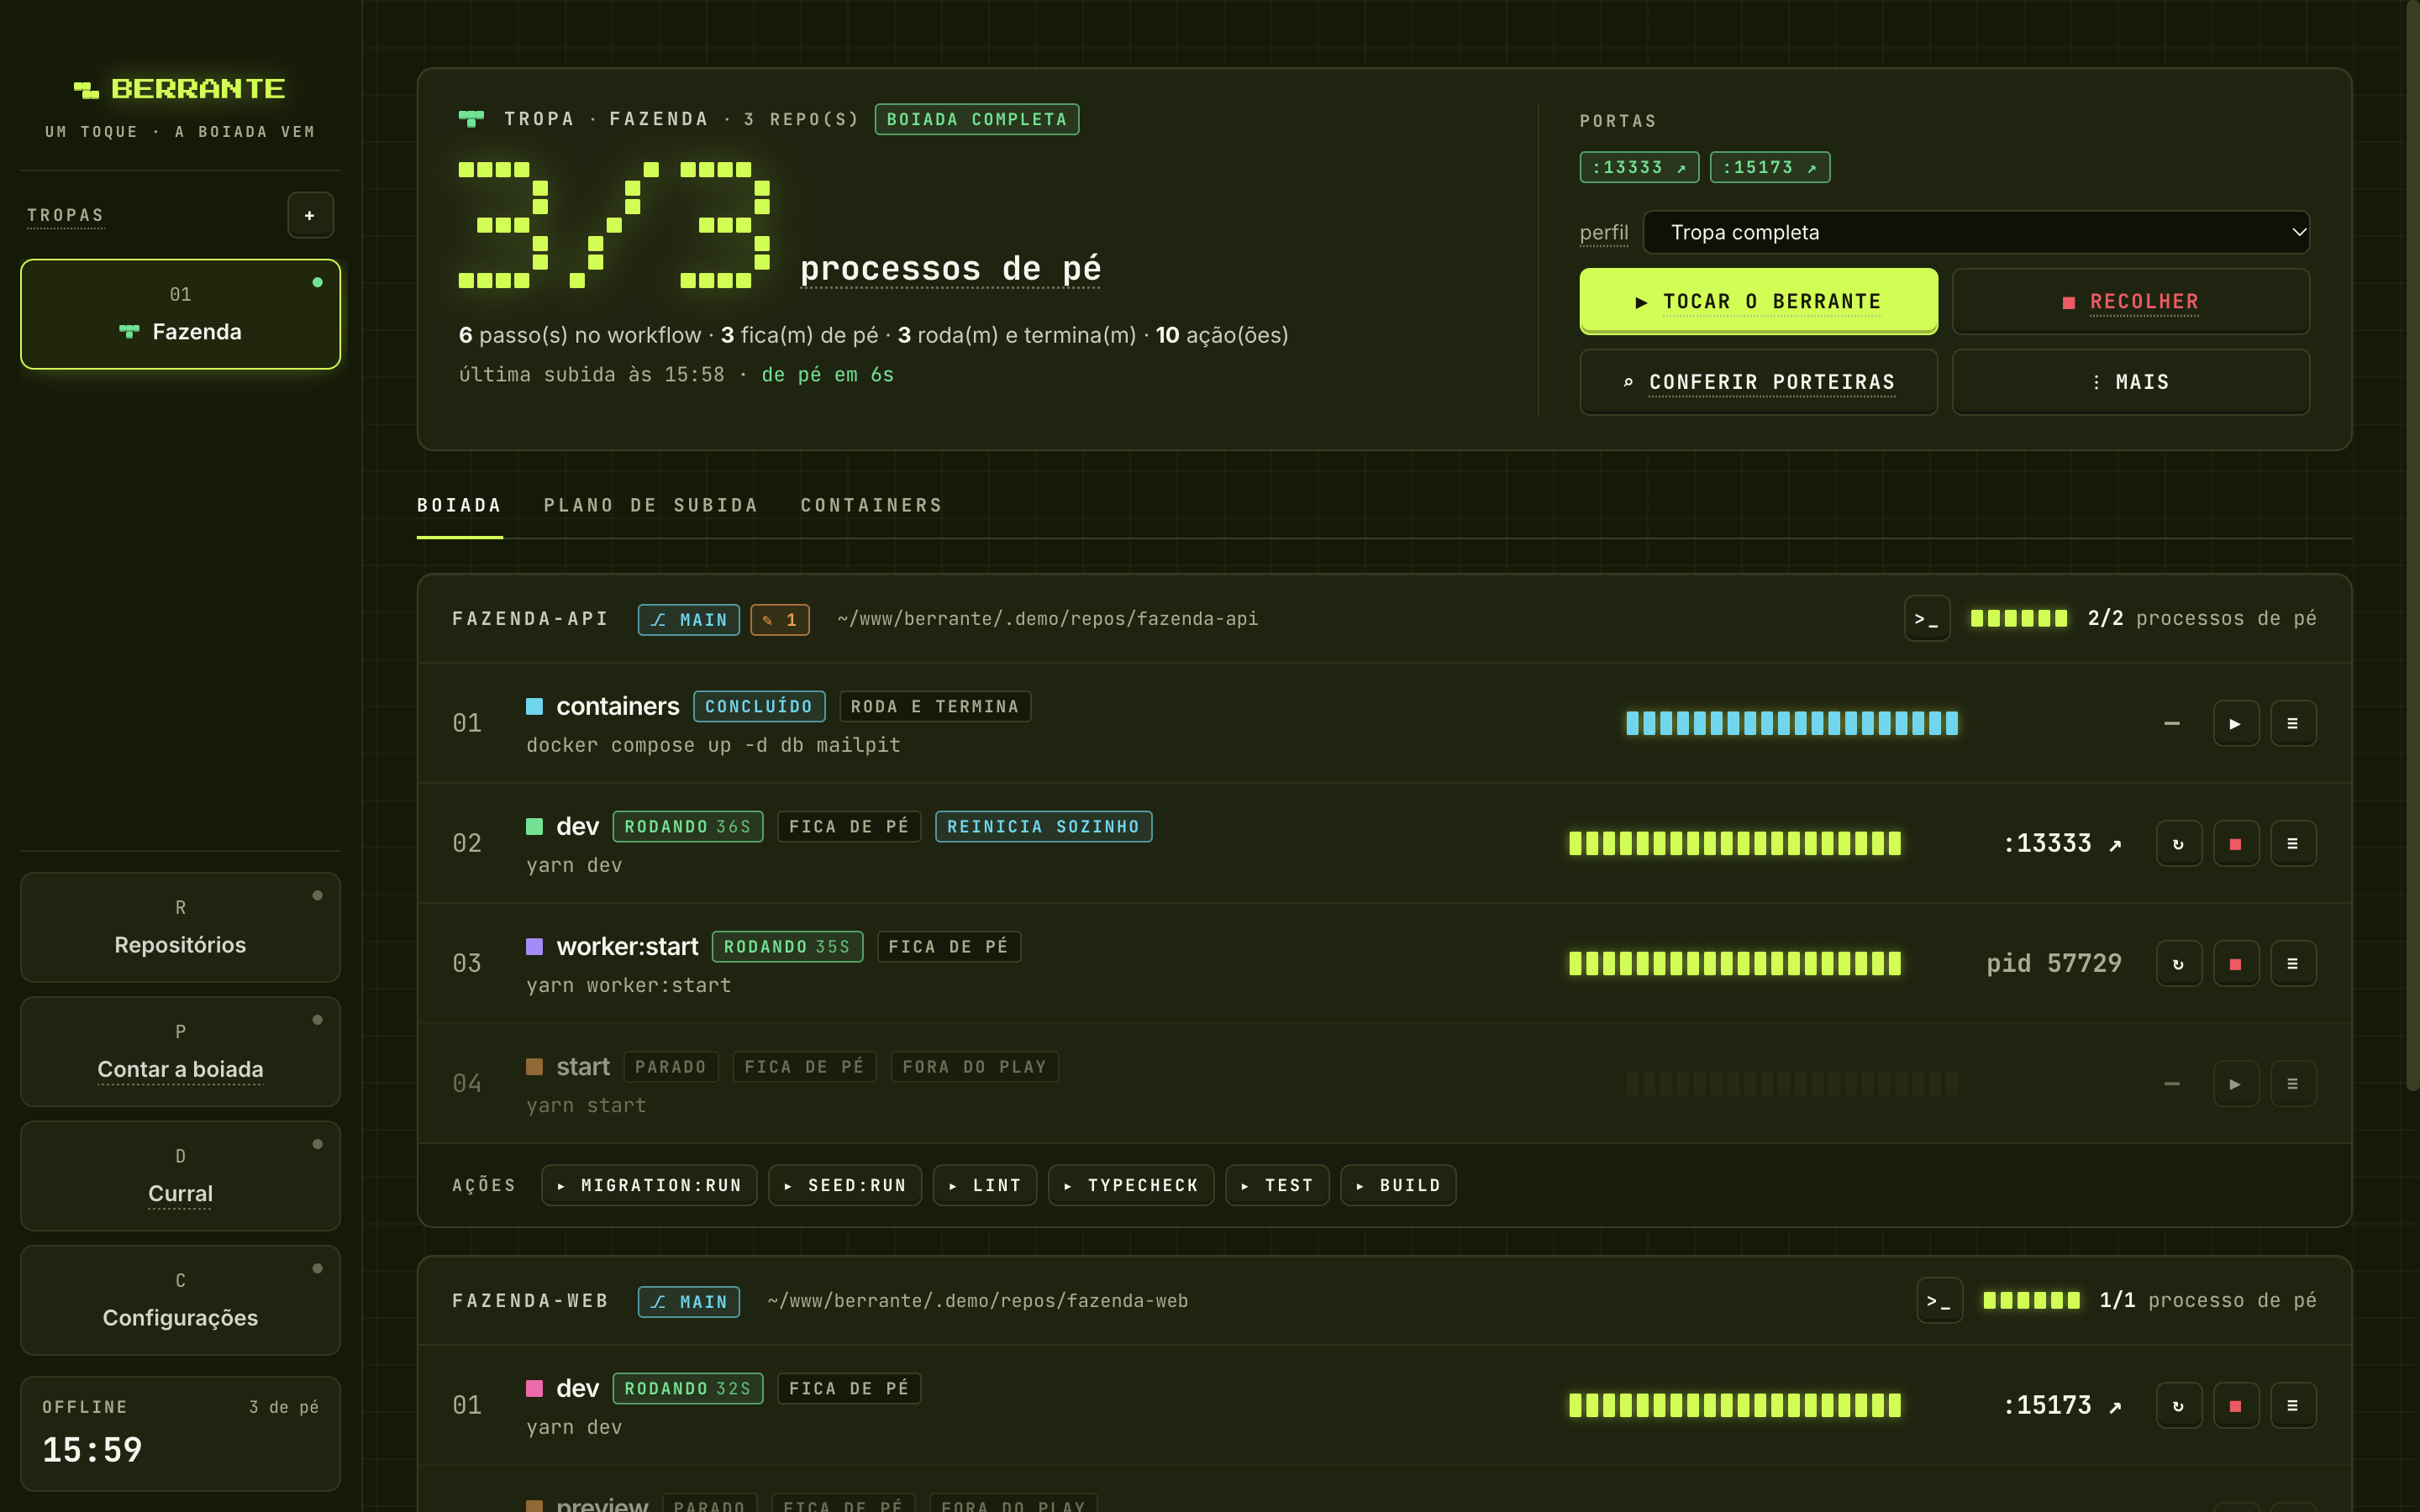 BERRANTE
UM TOQUE · A BOIADA VEM
TROPAS
+
01
Fazenda
R
Repositórios
P
Contar a boiada
D
Curral
C
Configurações
OFFLINE 3 de pé
15:59
TROPA · FAZENDA · 3 REPO(S) BOIADA COMPLETA
3/3 processos de pé
6 passo(s) no workflow · 3 fica(m) de pé · 3 roda(m) e termina(m) · 10 ação(ões)
última subida às 15:58 · de pé em 6s
PORTAS
:13333 ↗ :15173 ↗
perfil Tropa completa
▶ TOCAR O BERRANTE
■ RECOLHER
⌕ CONFERIR PORTEIRAS
⋮ MAIS
BOIADA PLANO DE SUBIDA CONTAINERS
FAZENDA-API ⎇ MAIN ✎ 1 ~/www/berrante/.demo/repos/fazenda-api >_ 2/2 processos de pé
01 containers CONCLUÍDO RODA E TERMINA — ▶ ≡
docker compose up -d db mailpit
02 dev RODANDO 36S FICA DE PÉ REINICIA SOZINHO :13333 ↗ ↻ ■ ≡
yarn dev
03 worker:start RODANDO 35S FICA DE PÉ pid 57729 ↻ ■ ≡
yarn worker:start
04 start PARADO FICA DE PÉ FORA DO PLAY — ▶ ≡
yarn start
AÇÕES ▸ MIGRATION:RUN ▸ SEED:RUN ▸ LINT ▸ TYPECHECK ▸ TEST ▸ BUILD
FAZENDA-WEB ⎇ MAIN ~/www/berrante/.demo/repos/fazenda-web >_ 1/1 processo de pé
01 dev RODANDO 32S FICA DE PÉ :15173 ↗ ↻ ■ ≡
yarn dev
preview PARADO FICA DE PÉ FORA DO PLAY